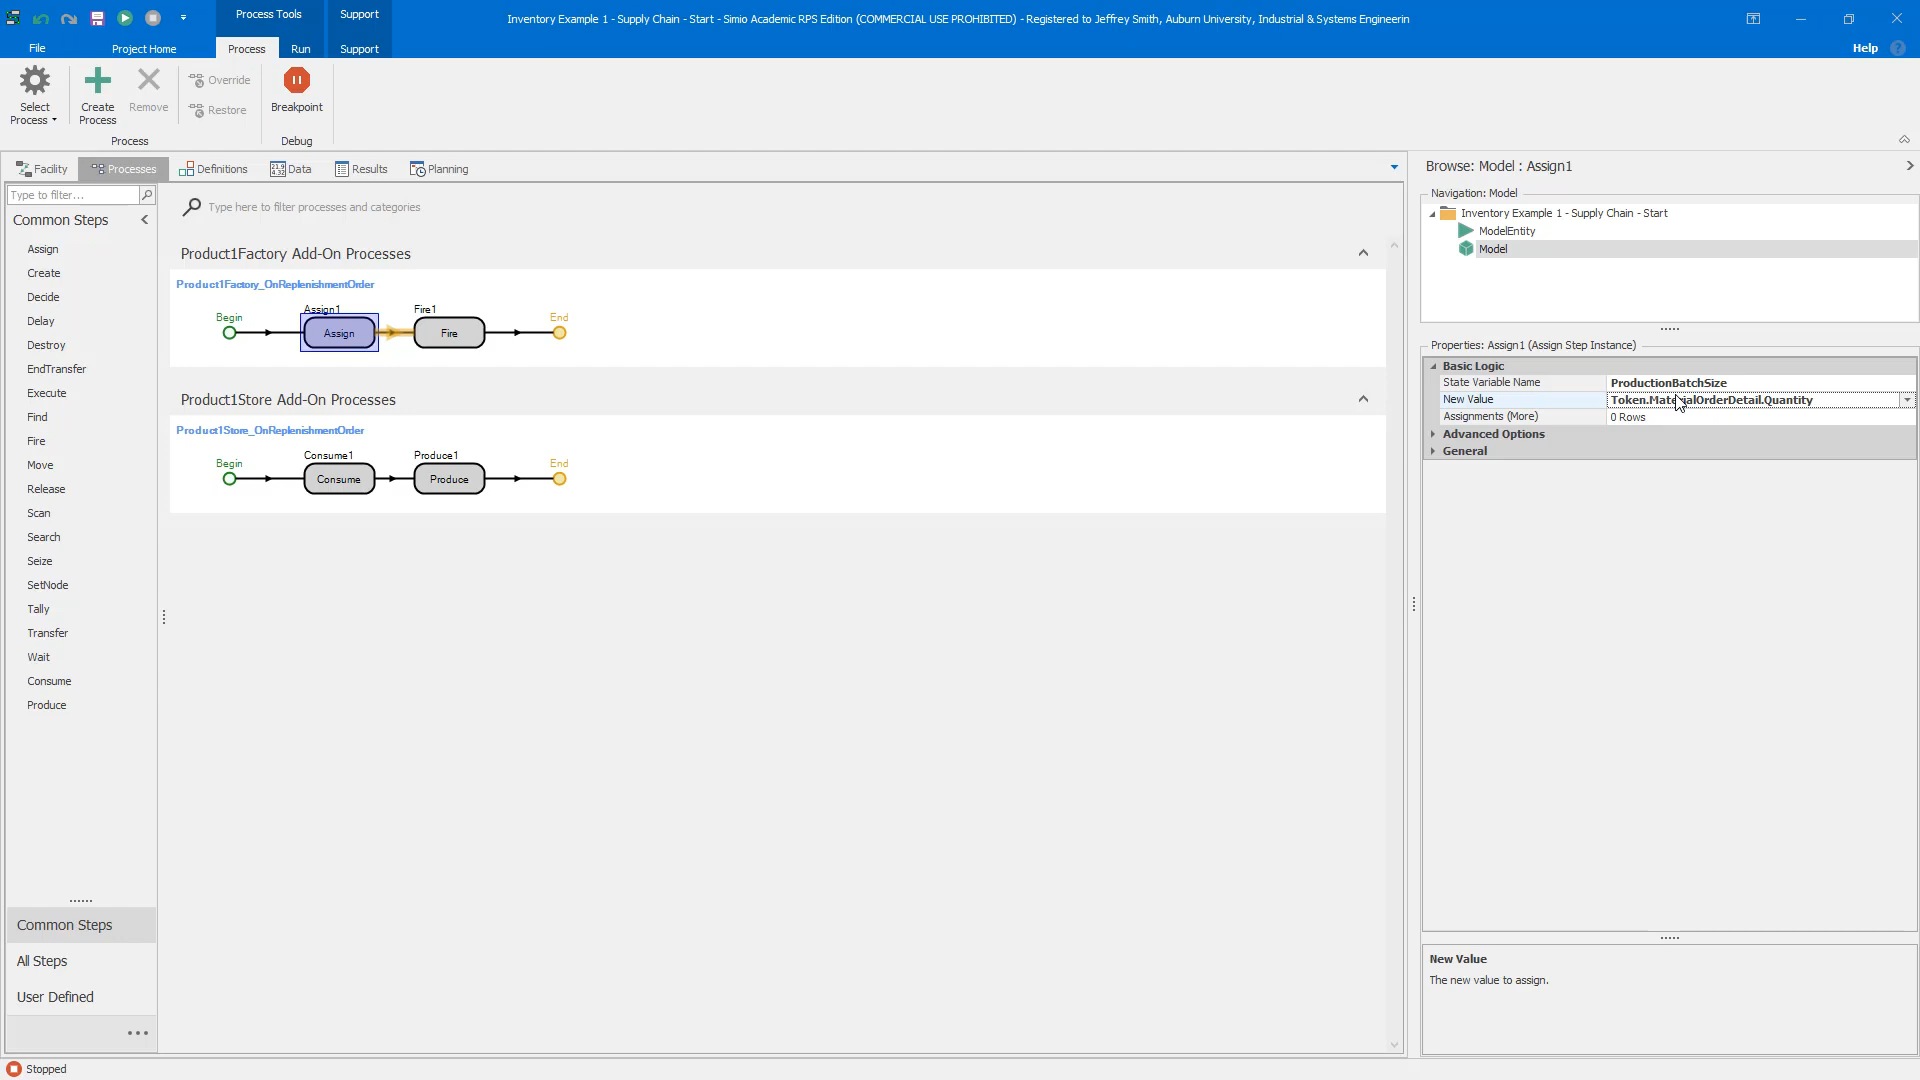 Process Tools
Support
Inventory Example 1 - Supply Chain - Start - Simio Academic RPS Edition (COMMERCIAL USE PROHIBITED) - Registered to Jeffrey Smith, Auburn University, Industrial & Systems Engineerin
File
Project Home
Process
Run
Support
Help
Select Process
Create Process
Remove
Override
Restore
Breakpoint
Process
Debug
Facility
Processes
Definitions
Data
Results
Planning
Type to filter...
Common Steps
Assign
Create
Decide
Delay
Destroy
EndTransfer
Execute
Find
Fire
Move
Release
Scan
Search
Seize
SetNode
Tally
Transfer
Wait
Consume
Produce
Common Steps
All Steps
User Defined
Type here to filter processes and categories
Product1Factory Add-On Processes
Product1Factory_OnReplenishmentOrder
Begin
Assign1
Assign
Fire1
Fire
End
Product1Store Add-On Processes
Product1Store_OnReplenishmentOrder
Begin
Consume1
Consume
Produce1
Produce
End
Browse: Model : Assign1
Navigation: Model
Inventory Example 1 - Supply Chain - Start
ModelEntity
Model
Properties: Assign1 (Assign Step Instance)
Basic Logic
State Variable Name ProductionBatchSize
New Value Token.MaterialOrderDetail.Quantity
Assignments (More) 0 Rows
Advanced Options
General
New Value
The new value to assign.
Stopped